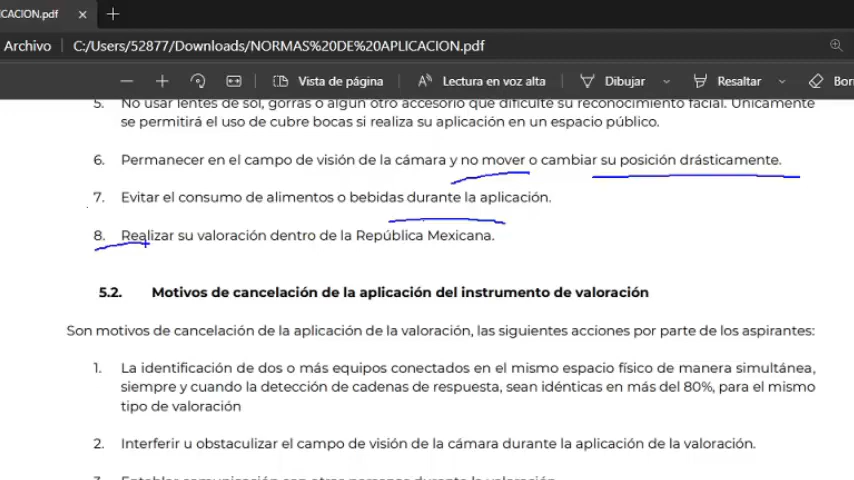 ICACION.pdf
Archivo C:/Users/52877/Downloads/NORMAS%20DE%20APLICACION.pdf
Vista de página Lectura en voz alta Dibujar Resaltar Borr
5. No usar lentes de sol, gorras o algún otro accesorio que dificulte su reconocimiento facial. Únicamente
se permitirá el uso de cubre bocas si realiza su aplicación en un espacio público.
6. Permanecer en el campo de visión de la cámara y no mover o cambiar su posición drásticamente.
7. Evitar el consumo de alimentos o bebidas durante la aplicación.
8. Realizar su valoración dentro de la República Mexicana.
5.2. Motivos de cancelación de la aplicación del instrumento de valoración
Son motivos de cancelación de la aplicación de la valoración, las siguientes acciones por parte de los aspirantes:
1. La identificación de dos o más equipos conectados en el mismo espacio físico de manera simultánea,
siempre y cuando la detección de cadenas de respuesta, sean idénticas en más del 80%, para el mismo
tipo de valoración
2. Interferir u obstaculizar el campo de visión de la cámara durante la aplicación de la valoración.